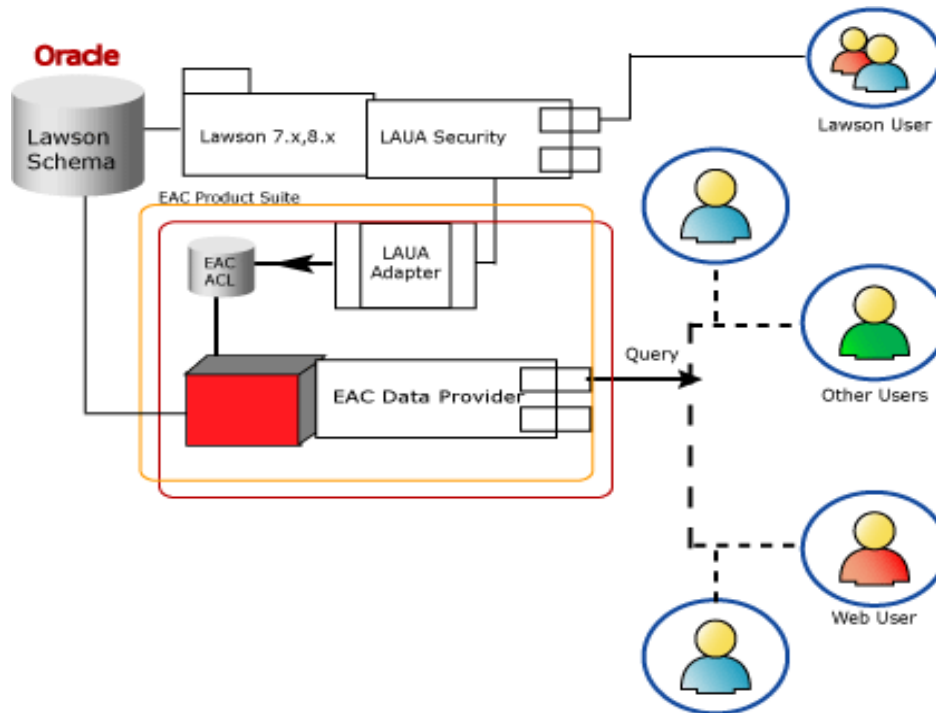 Oracle
Lawson
Schema
Lawson 7.x,8.x
LAUA Security
Lawson User
EAC Product Suite
EAC
ACL
LAUA
Adapter
Query
EAC Data Provider
Other Users
Web User